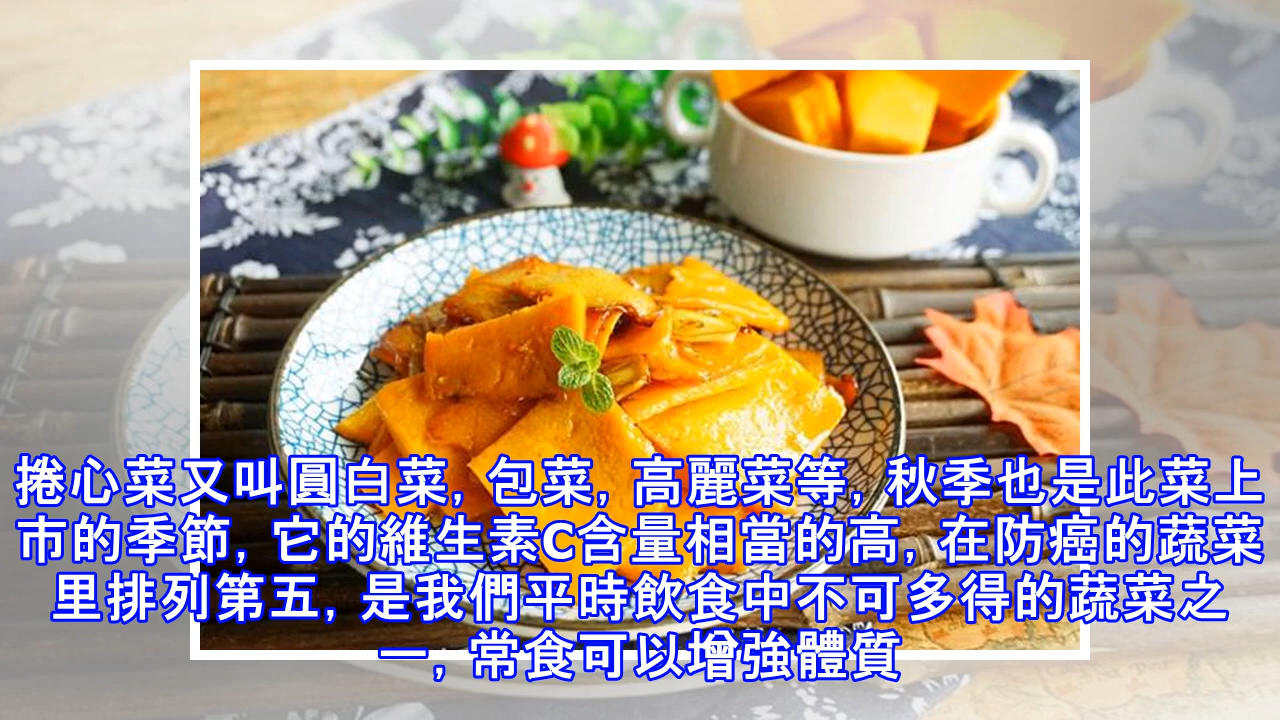 捲心菜又叫圓白菜, 包菜, 高麗菜等, 秋季也是此菜上
市的季節, 它的維生素C含量相當的高, 在防癌的蔬菜
里排列第五, 是我們平時飲食中不可多得的蔬菜之
一, 常食可以增強體質